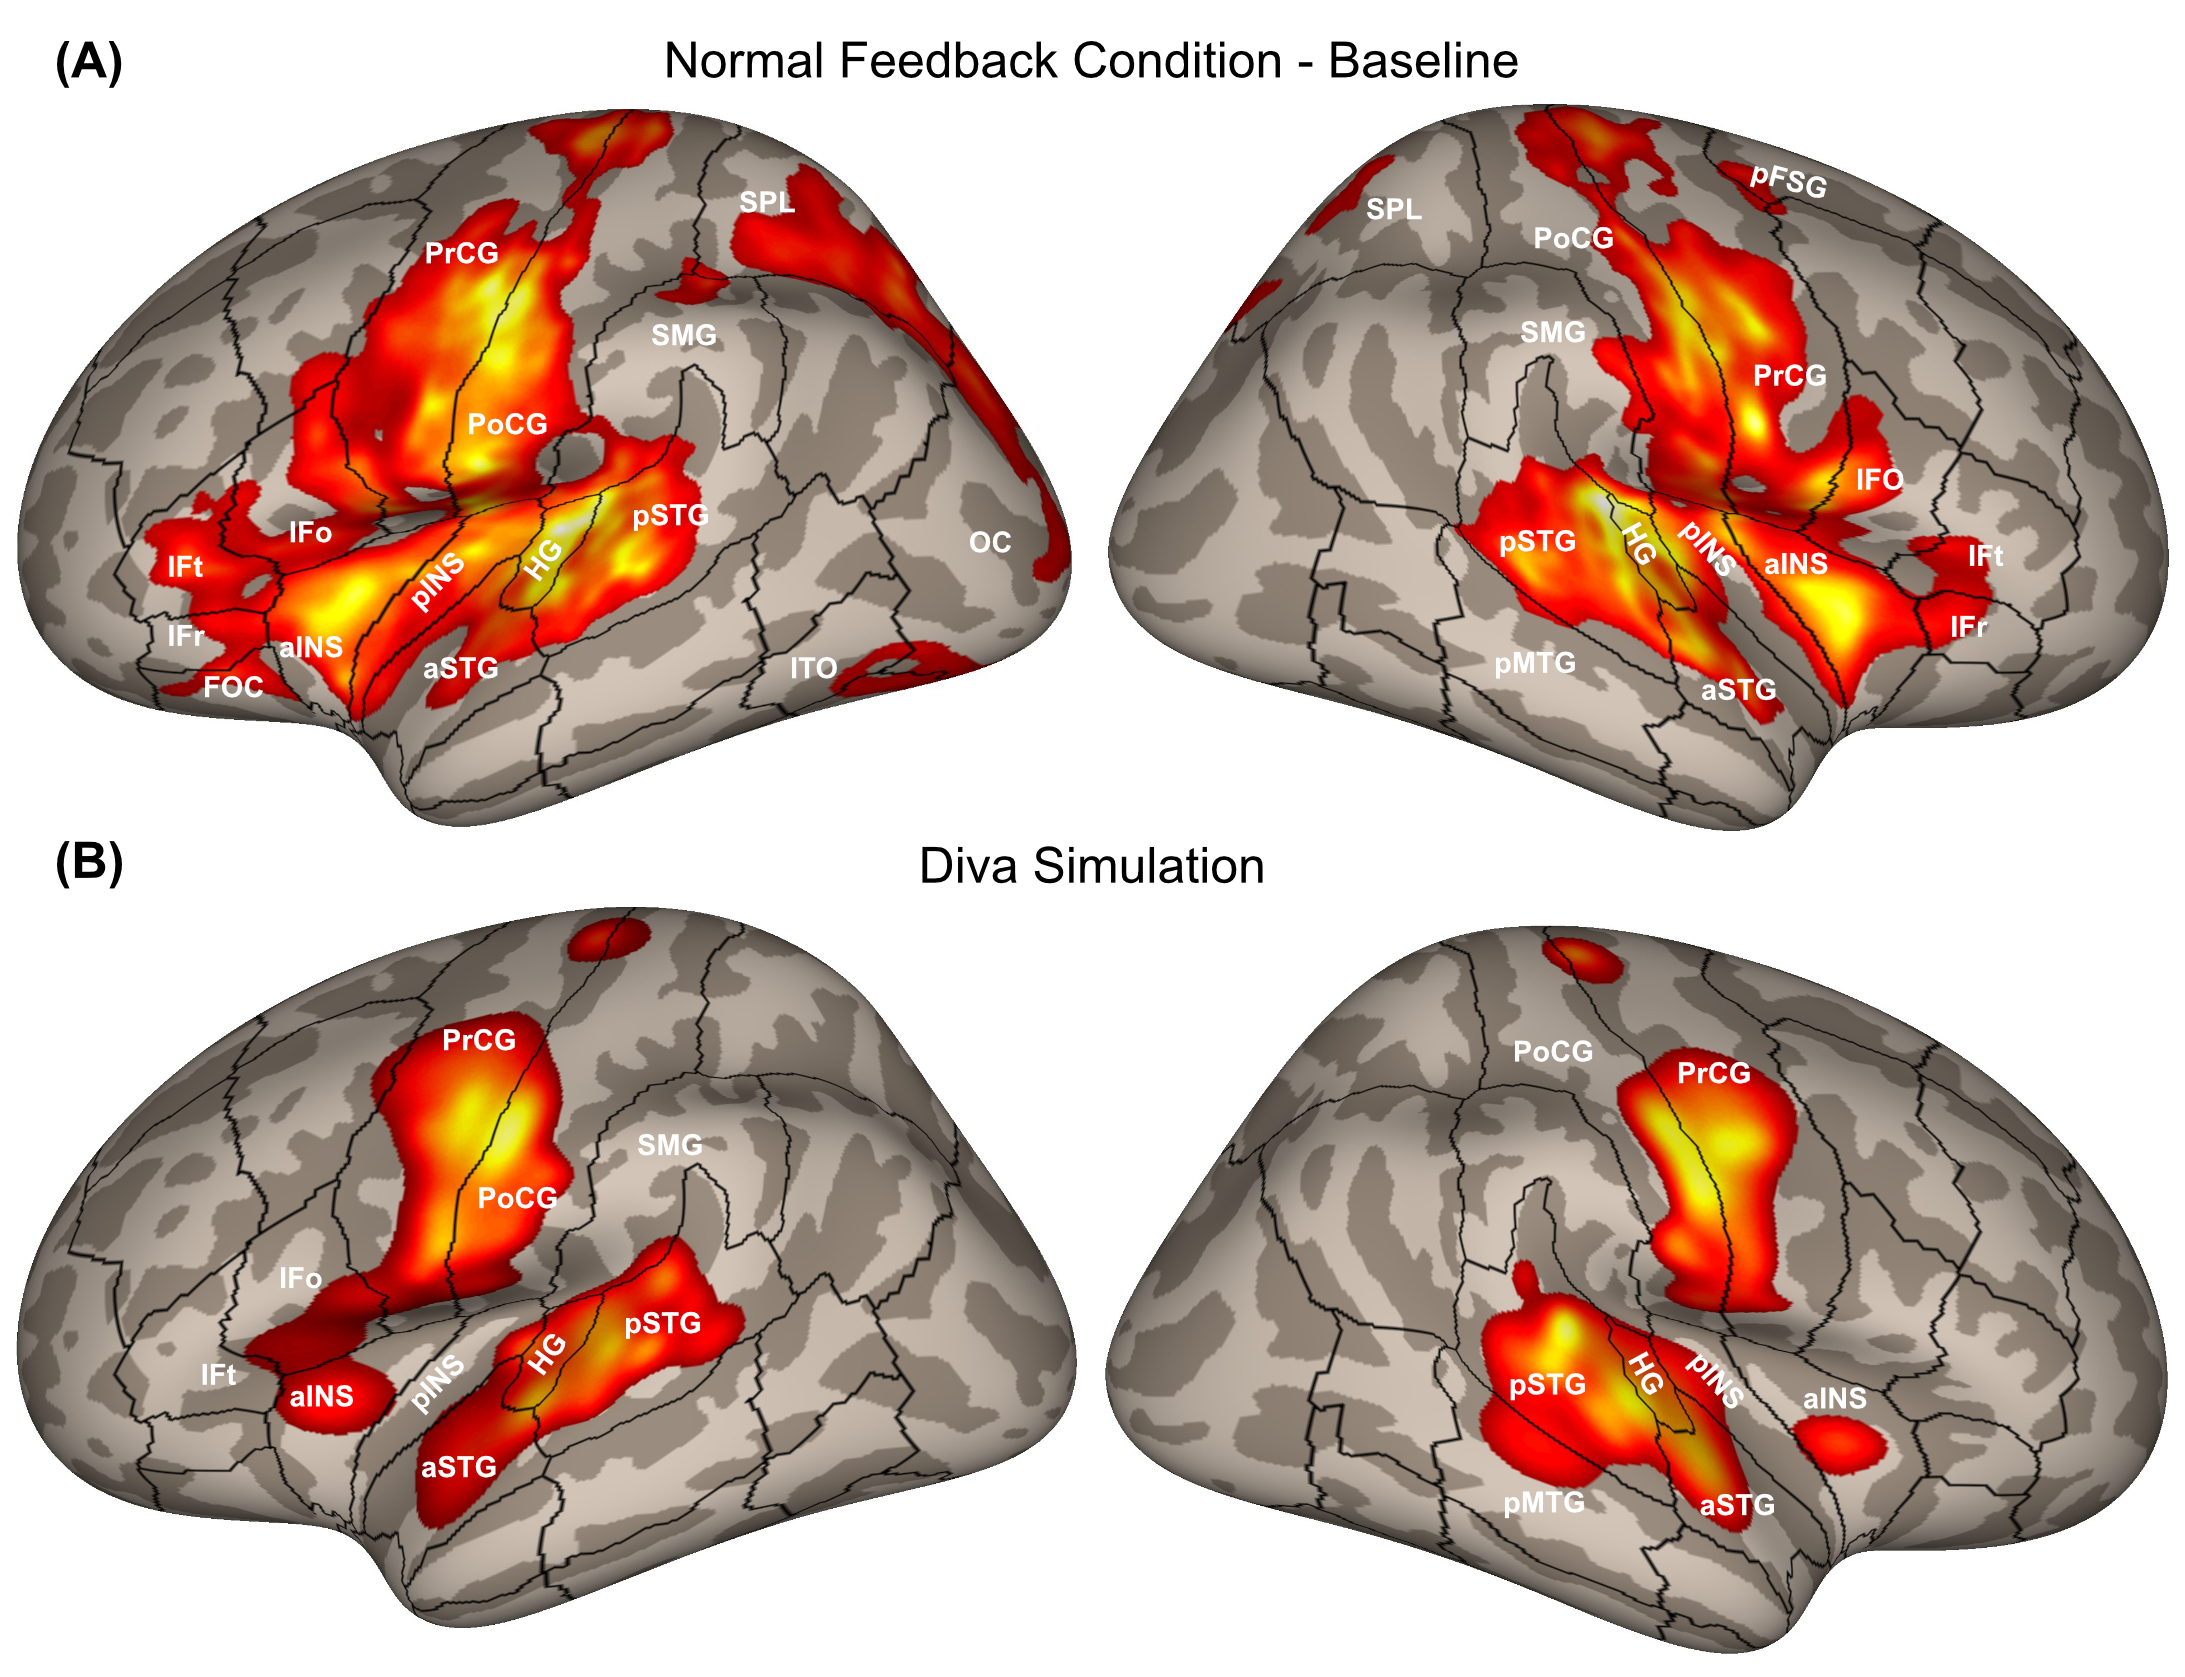 (A)
Normal Feedback Condition - Baseline
SPL
PrCG
SMG
PoCG
pSTG
IFo
OC
HG
IFt
pINS
IFr
aINS
aSTG
ITO
FOC
pFSG
SPL
PoCG
SMG
PrCG
IFO
pSTG
HG
pINS
aINS
IFt
IFr
pMTG
aSTG
(B)
Diva Simulation
PrCG
SMG
PoCG
IFo
pSTG
HG
IFt
pINS
aINS
aSTG
PoCG
PrCG
pSTG
HG
pINS
aINS
pMTG
aSTG